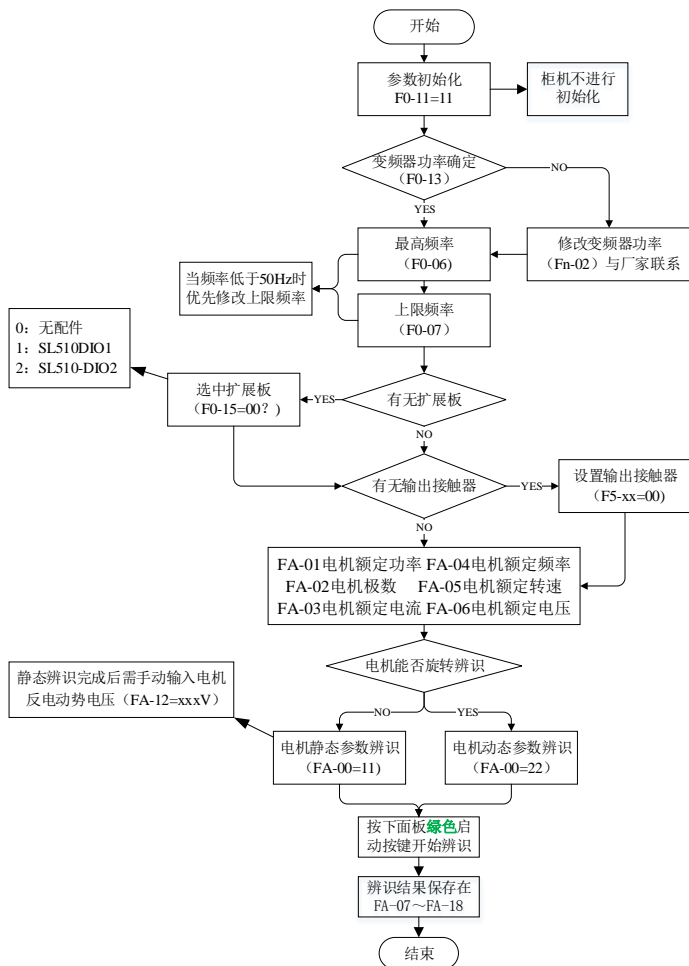 开始
参数初始化
F0-11=11
柜机不进行
初始化
变频器功率确定
（F0-13）
NO
YES
最高频率
(F0-06)
修改变频器功率
（Fn-02）与厂家联系
当频率低于50Hz时
优先修改上限频率
上限频率
（F0-07）
0：无配件
1：SL510DIO1
2：SL510-DIO2
选中扩展板
（F0-15=00？)
YES
有无扩展板
NO
有无输出接触器
YES
设置输出接触器
（F5-xx=00)
NO
FA-01电机额定功率 FA-04电机额定频率
FA-02电机极数 FA-05电机额定转速
FA-03电机额定电流 FA-06电机额定电压
电机能否旋转辨识
静态辨识完成后需手动输入电机
反电动势电压（FA-12=xxxV）
NO
YES
电机静态参数辨识
(FA-00=11)
电机动态参数辨识
（FA-00=22）
按下面板绿色启
动按键开始辨识
辨识结果保存在
FA-07～FA-18
结束